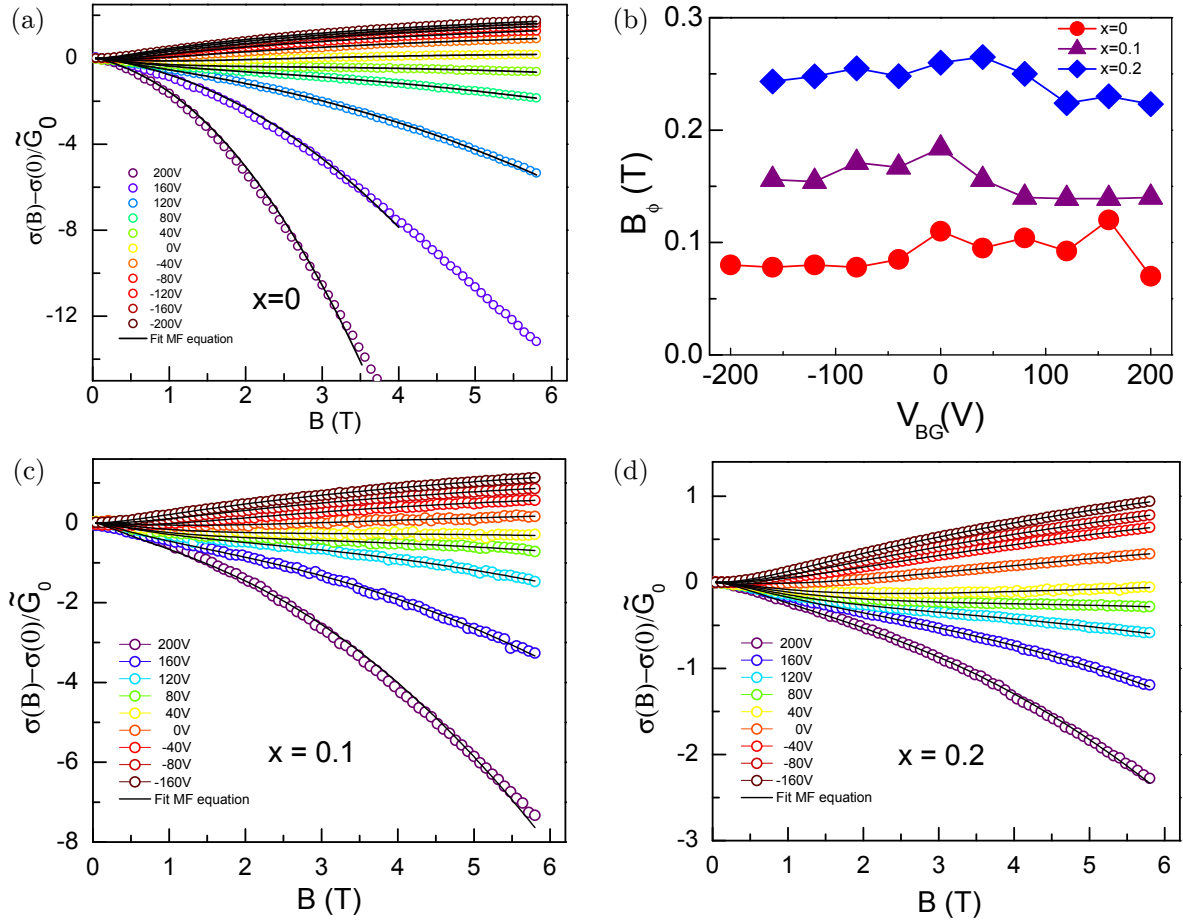 (a)
σ(B)−σ(0)/G̃0
0
-4
-8
-12
200V
160V
120V
80V
40V
0V
-40V
-80V
-120V
-160V
-200V
Fit MF equation
x=0
0 1 2 3 4 5 6
B (T)
(b)
Bϕ (T)
0.3
0.2
0.1
0.0
x=0
x=0.1
x=0.2
-200 -100 0 100 200
VBG(V)
(c)
σ(B)−σ(0)/G̃0
0
-2
-4
-6
-8
200V
160V
120V
80V
40V
0V
-40V
-80V
-160V
Fit MF equation
x = 0.1
0 1 2 3 4 5 6
B (T)
(d)
σ(B)−σ(0)/G̃0
1
0
-1
-2
-3
200V
160V
120V
80V
40V
0V
-40V
-80V
-160V
Fit MF equation
x = 0.2
0 1 2 3 4 5 6
B (T)